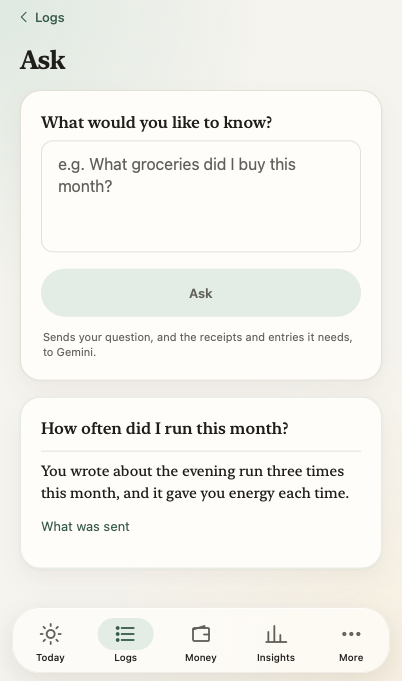 Logs
Ask
What would you like to know?
e.g. What groceries did I buy this
month?
Ask
Sends your question, and the receipts and entries it needs,
to Gemini.
How often did I run this month?
You wrote about the evening run three times
this month, and it gave you energy each time.
What was sent
Today
Logs
Money
Insights
More